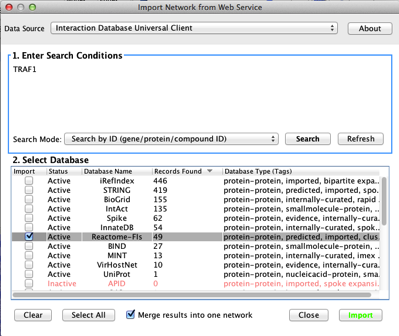 Import Network from Web Service
Data Source Interaction Database Universal Client About
1. Enter Search Conditions
TRAF1
Search Mode: Search by ID (gene/protein/compound ID) Search Refresh
2. Select Database
Import Status Database Name Records Found Database Type (Tags)
Active iRefIndex 446 protein-protein, imported, bipartite expa...
Active STRING 419 protein-protein, predicted, imported, spo...
Active BioGrid 155 protein-protein, internally-curated, rapid ...
Active IntAct 135 protein-protein, smallmolecule-protein, ...
Active Spike 62 protein-protein, evidence, internally-cura...
Active InnateDB 54 protein-protein, internally-curated, spok...
Active Reactome-FIs 49 protein-protein, predicted, imported, clus...
Active BIND 27 protein-protein, smallmolecule-protein, ...
Active MINT 13 protein-protein, internally-curated, imex ...
Active VirHostNet 10 protein-protein, evidence, internally-cura...
Active UniProt 1 protein-protein, nucleicacid-protein, smal...
Inactive APID 0 protein-protein, imported, spoke expansi...
Clear Select All Merge results into one network Close Import